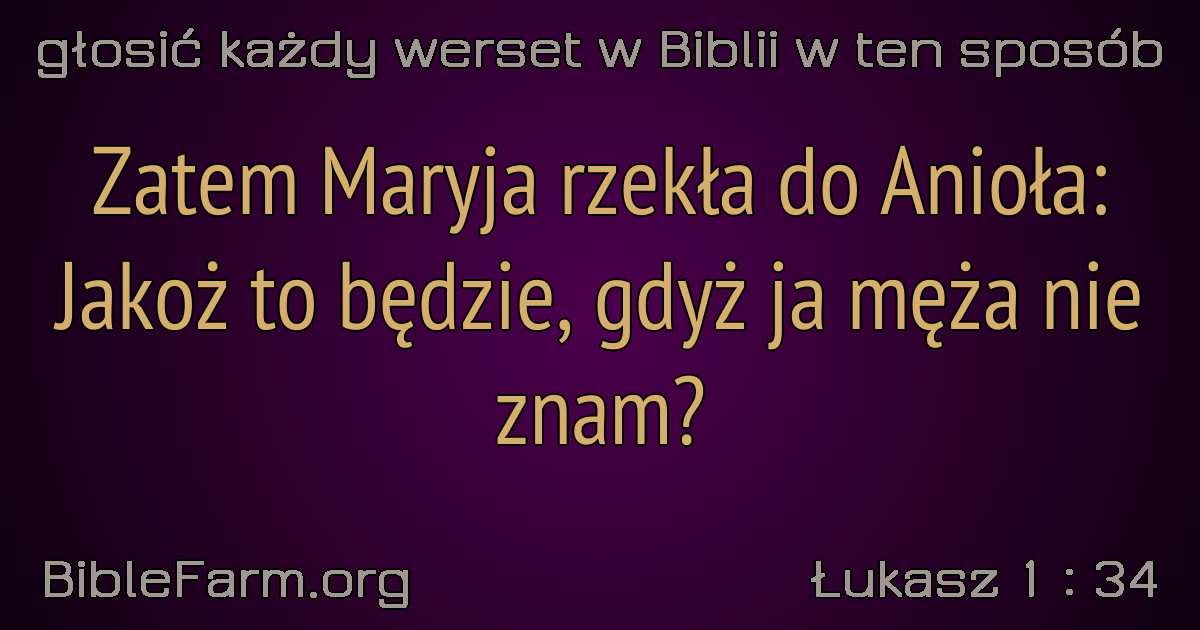 głosić każdy werset w Biblii w ten sposób
Zatem Maryja rzekła do Anioła:
Jakoż to będzie, gdyż ja męża nie
znam?
BibleFarm.org
Łukasz 1 : 34